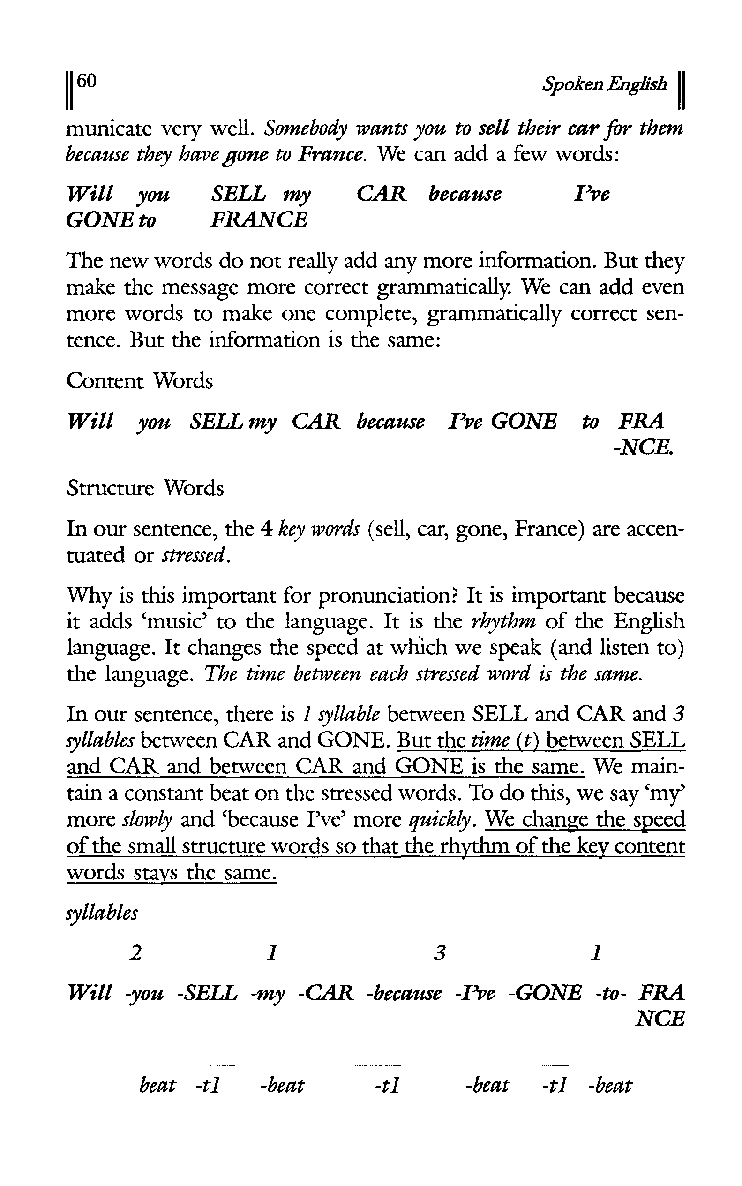 60 Spoken English
municate very well. Somebody wants you to sell their car for them
because they have gone to France. We can add a few words:
Will you SELL my CAR because I've
GONE to FRANCE
The new words do not really add any more information. But they
make the message more correct grammatically. We can add even
more words to make one complete, grammatically correct sen-
tence. But the information is the same:
Content Words
Will you SELL my CAR because I've GONE to FRA
-NCE.
Structure Words
In our sentence, the 4 key words (sell, car, gone, France) are accen-
tuated or stressed.
Why is this important for pronunciation? It is important because
it adds 'music' to the language. It is the rhythm of the English
language. It changes the speed at which we speak (and listen to)
the language. The time between each stressed word is the same.
In our sentence, there is 1 syllable between SELL and CAR and 3
syllables between CAR and GONE. But the time (t) between SELL
and CAR and between CAR and GONE is the same. We main-
tain a constant beat on the stressed words. To do this, we say 'my'
more slowly and 'because I've' more quickly. We change the speed
of the small structure words so that the rhythm of the key content
words stays the same.
syllables
2 1 3 1
Will -you -SELL -my -CAR -because -I've -GONE -to- FRA
NCE
beat -t1 -beat -t1 -beat -t1 -beat